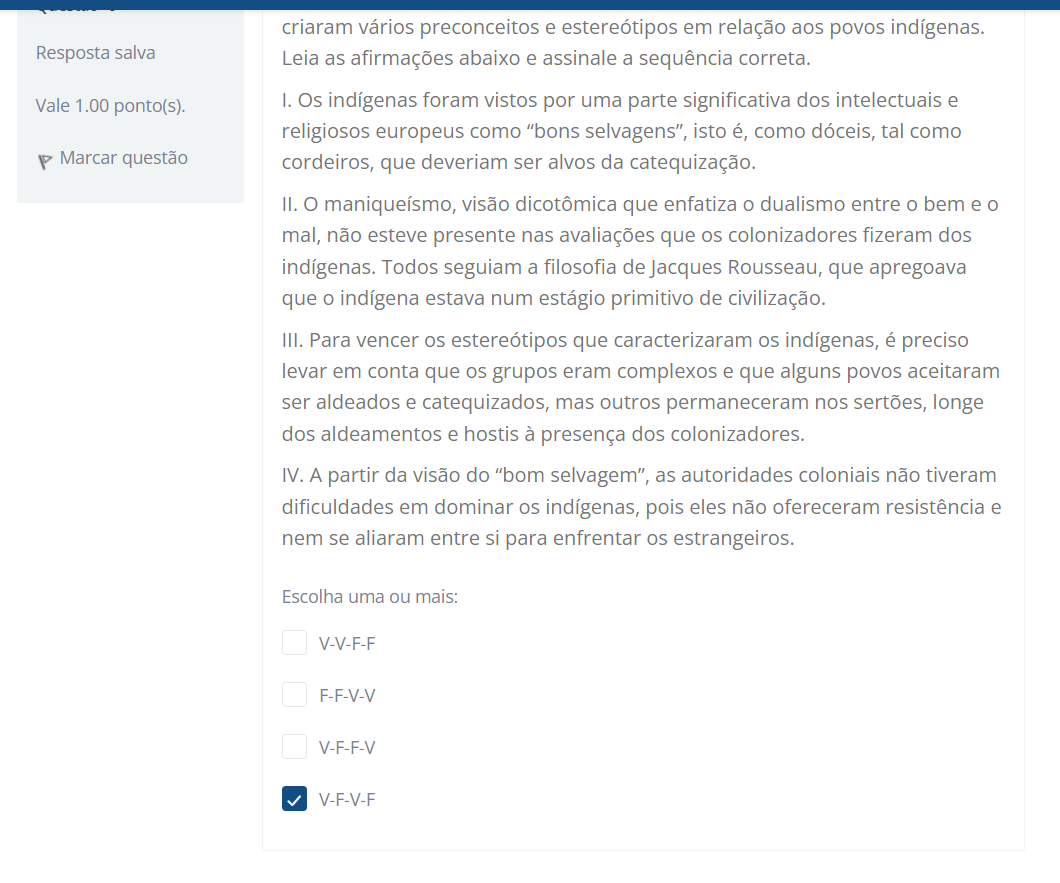 Resposta salva
Vale 1.00 ponto(s).
Marcar questão
criaram vários preconceitos e estereótipos em relação aos povos indígenas.
Leia as afirmações abaixo e assinale a sequência correta.
I. Os indígenas foram vistos por uma parte significativa dos intelectuais e
religiosos europeus como “bons selvagens”, isto é, como dóceis, tal como
cordeiros, que deveriam ser alvos da catequização.
II. O maniqueísmo, visão dicotômica que enfatiza o dualismo entre o bem e o
mal, não esteve presente nas avaliações que os colonizadores fizeram dos
indígenas. Todos seguiam a filosofia de Jacques Rousseau, que apregoava
que o indígena estava num estágio primitivo de civilização.
III. Para vencer os estereótipos que caracterizaram os indígenas, é preciso
levar em conta que os grupos eram complexos e que alguns povos aceitaram
ser aldeados e catequizados, mas outros permaneceram nos sertões, longe
dos aldeamentos e hostis à presença dos colonizadores.
IV. A partir da visão do “bom selvagem”, as autoridades coloniais não tiveram
dificuldades em dominar os indígenas, pois eles não ofereceram resistência e
nem se aliaram entre si para enfrentar os estrangeiros.
Escolha uma ou mais:
V-V-F-F
F-F-V-V
V-F-F-V
V-F-V-F